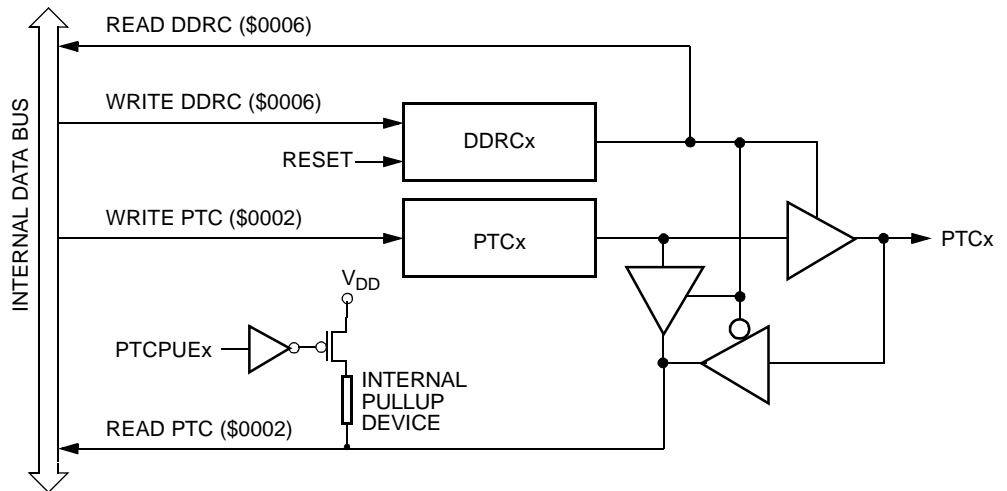 READ DDRC ($0006)
WRITE DDRC ($0006)
DDRCx
RESET
INTERNAL DATA BUS
WRITE PTC ($0002)
PTCx
PTCx
VDD
PTCPUEx
INTERNAL
PULLUP
DEVICE
READ PTC ($0002)